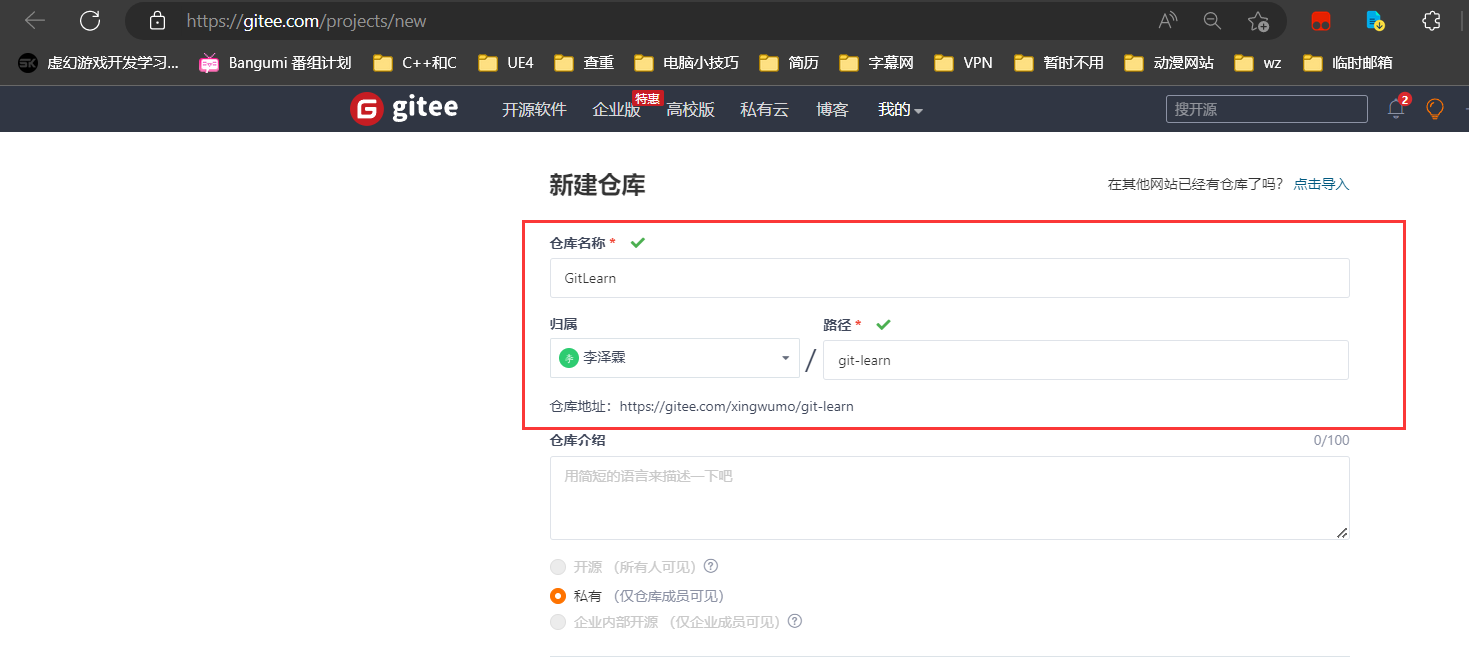 https://gitee.com/projects/new
虚幻游戏开发学习... Bangumi 番组计划 C++和C UE4 查重 电脑小技巧 简历 字幕网 VPN 暂时不用 动漫网站 wz 临时邮箱
gitee 开源软件 企业版 特惠 高校版 私有云 博客 我的 搜开源 2
新建仓库 在其他网站已经有仓库了吗? 点击导入
仓库名称 *
GitLearn
归属 路径 *
李 李泽霖 / git-learn
仓库地址：https://gitee.com/xingwumo/git-learn
仓库介绍 0/100
用简短的语言来描述一下吧
开源 （所有人可见）
私有 （仅仓库成员可见）
企业内部开源 （仅企业成员可见）